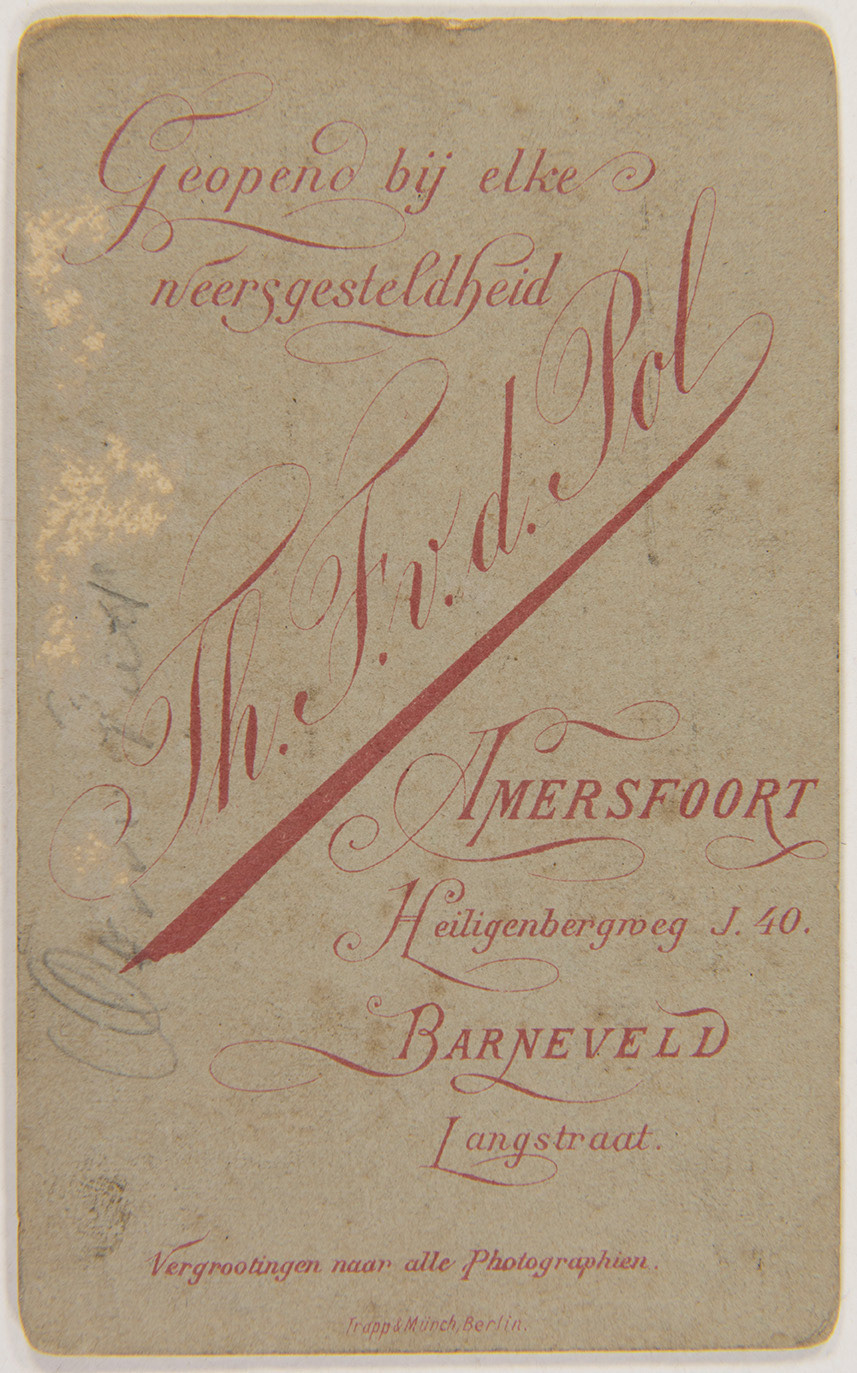 Geopend bij elke
weersgesteldheid
Th. F. v. d. Pol
AMERSFOORT
Heiligenbergweg J. 40.
BARNEVELD
Langstraat.
Vergrootingen naar alle Photographien.
Trapp & Münch, Berlin.